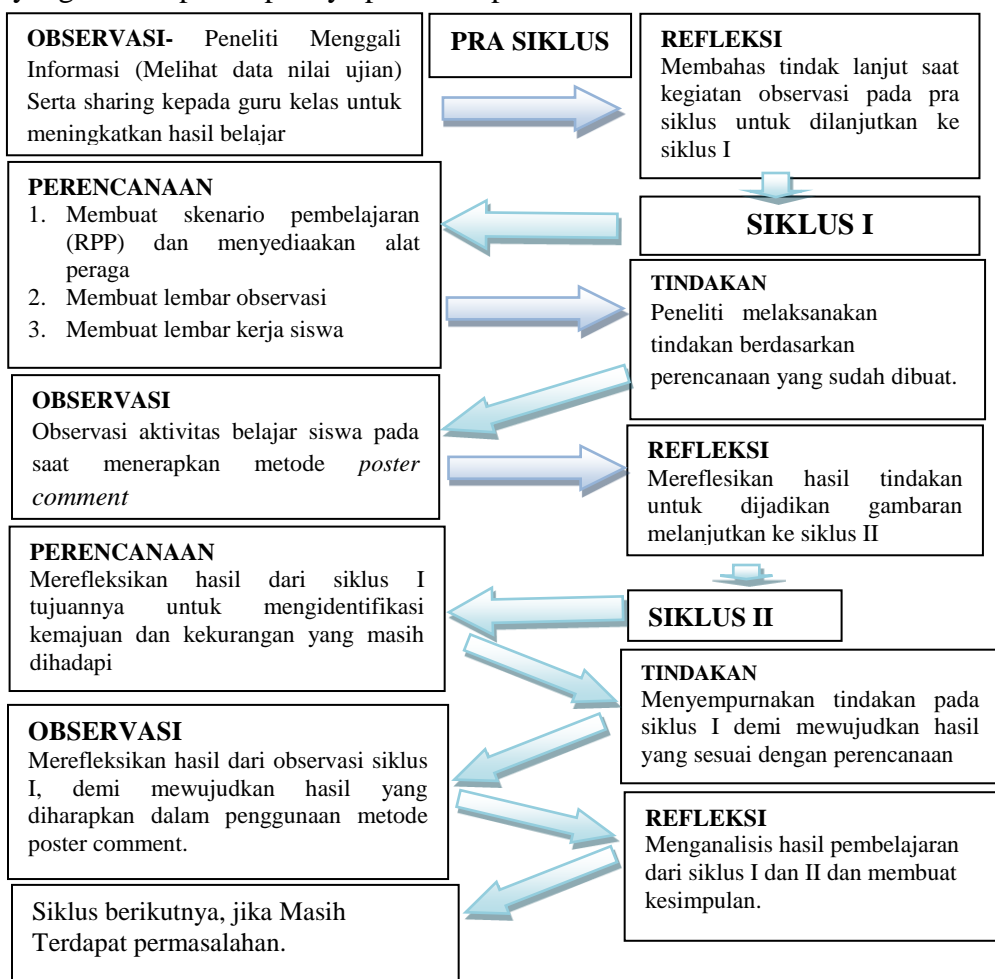 OBSERVASI- Peneliti Menggali
Informasi (Melihat data nilai ujian)
Serta sharing kepada guru kelas untuk
meningkatkan hasil belajar
PRA SIKLUS
REFLEKSI
Membahas tindak lanjut saat
kegiatan observasi pada pra
siklus untuk dilanjutkan ke
siklus I
SIKLUS I
PERENCANAAN
1. Membuat skenario pembelajaran
(RPP) dan menyediaakan alat
peraga
2. Membuat lembar observasi
3. Membuat lembar kerja siswa
TINDAKAN
Peneliti melaksanakan
tindakan berdasarkan
perencanaan yang sudah dibuat.
OBSERVASI
Observasi aktivitas belajar siswa pada
saat menerapkan metode poster
comment
REFLEKSI
Mereflesikan hasil tindakan
untuk dijadikan gambaran
melanjutkan ke siklus II
SIKLUS II
PERENCANAAN
Merefleksikan hasil dari siklus I
tujuannya untuk mengidentifikasi
kemajuan dan kekurangan yang masih
dihadapi
TINDAKAN
Menyempurnakan tindakan pada
siklus I demi mewujudkan hasil
yang sesuai dengan perencanaan
OBSERVASI
Merefleksikan hasil dari observasi siklus
I, demi mewujudkan hasil yang
diharapkan dalam penggunaan metode
poster comment.
REFLEKSI
Menganalisis hasil pembelajaran
dari siklus I dan II dan membuat
kesimpulan.
Siklus berikutnya, jika Masih
Terdapat permasalahan.